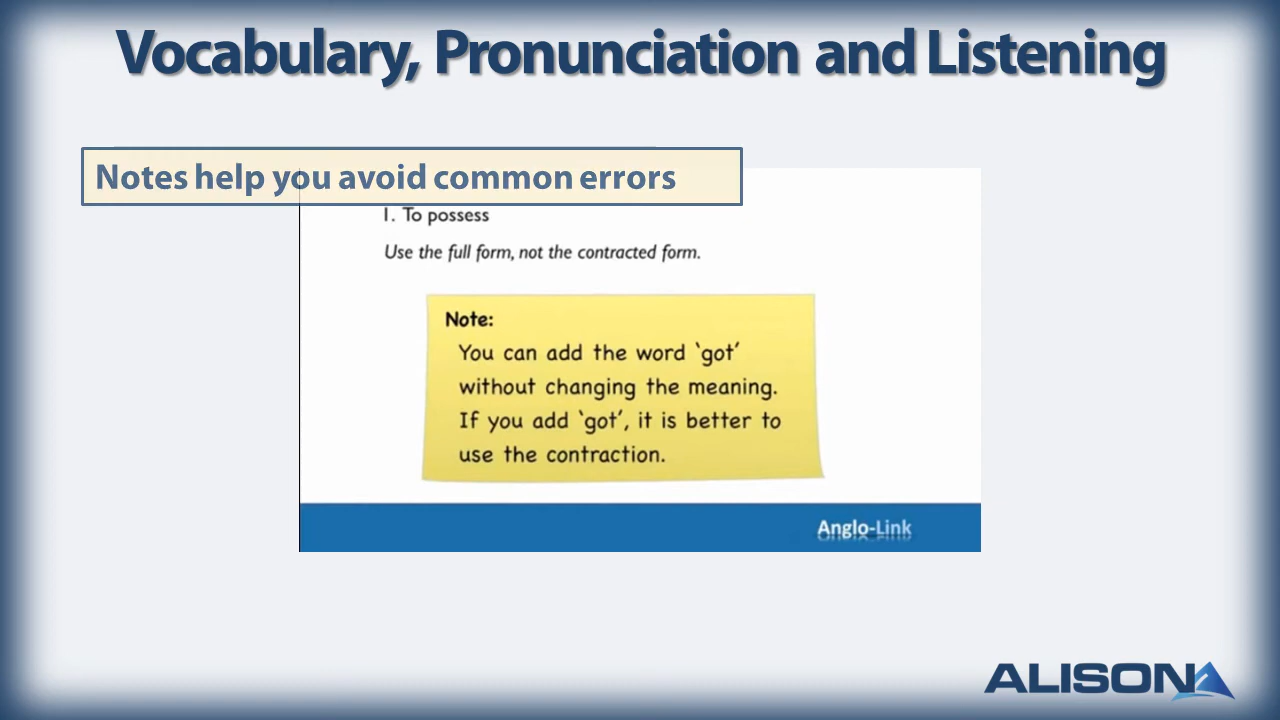 Vocabulary, Pronunciation and Listening
Notes help you avoid common errors
1. To possess
Use the full form, not the contracted form.
Note:
You can add the word ‘got’
without changing the meaning.
If you add ‘got’, it is better to
use the contraction.
Anglo-Link
ALISON